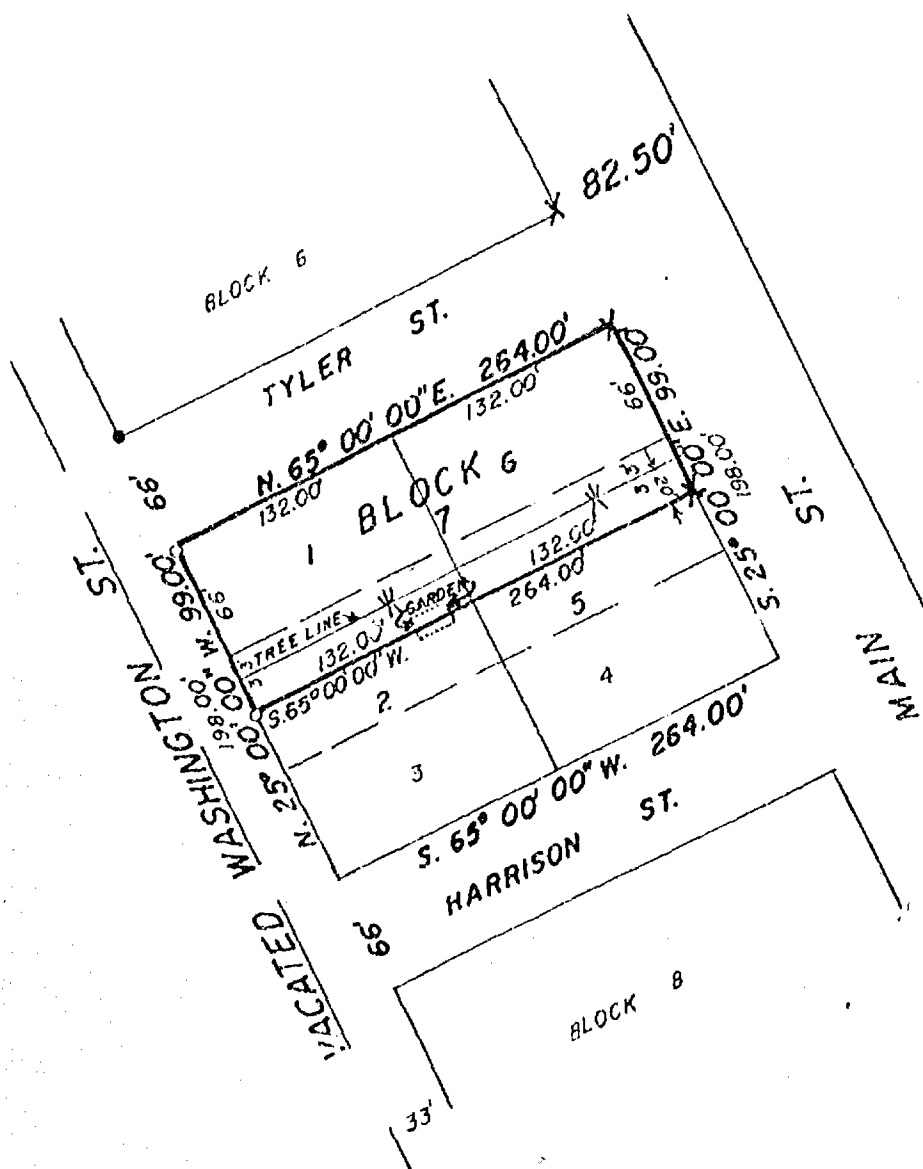 82.50'
BLOCK 6
TYLER ST.
N. 65° 00' 00" E. 264.00'
132.00'
132.00'
66'
66'
S. 25° 00' 00" E. 99.00'
198.00'
BLOCK 6
7
1
3'
3'
20'
132.00'
264.00'
5
GARDEN
TREE LINE
132.00'
S. 65° 00' 00" W.
2
4
3
66'
3'
3'
N. 25° 00' 00" W. 99.00'
198.00'
S. 65° 00' 00" W. 264.00'
HARRISON ST.
MAIN ST.
VACATED WASHINGTON ST.
66'
BLOCK 8
33'